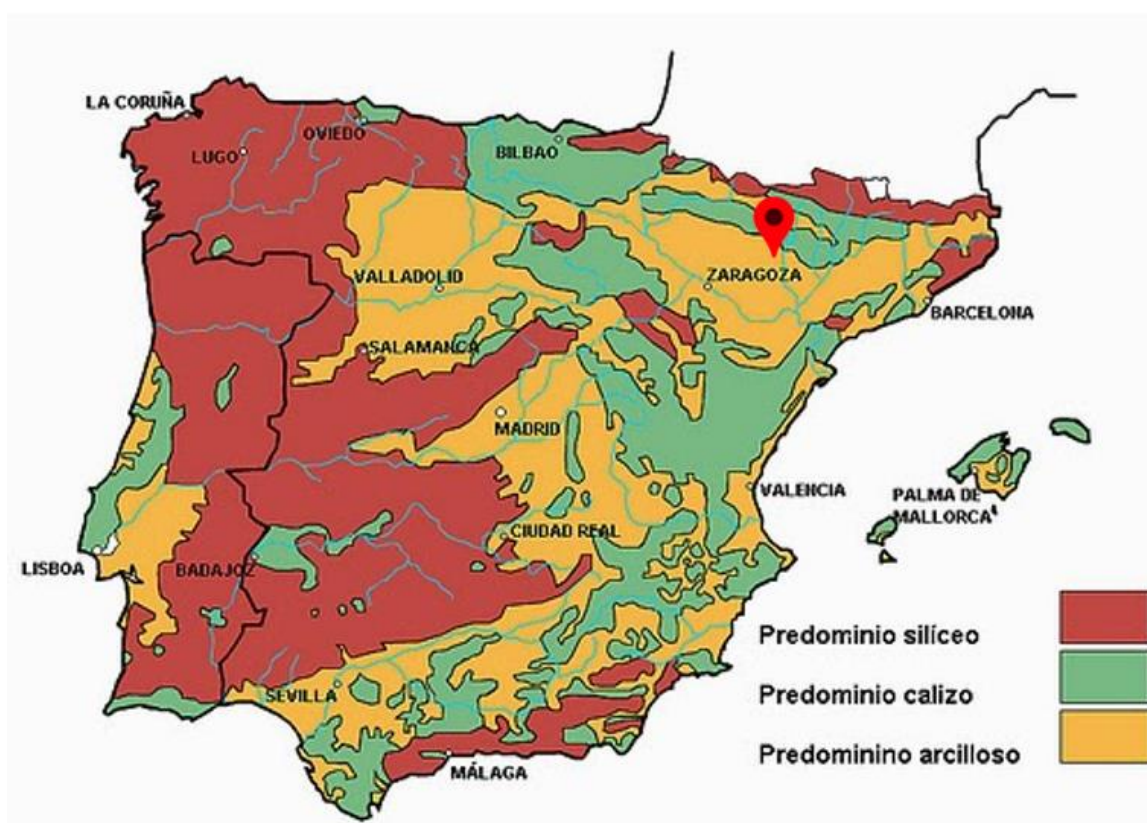 LA CORUÑA
OVIEDO
LUGO
BILBAO
VALLADOLID
ZARAGOZA
BARCELONA
SALAMANCA
MADRID
VALENCIA
PALMA DE
MALLORCA
CIUDAD REAL
LISBOA
BADAJOZ
SEVILLA
MÁLAGA
Predominio silíceo
Predominio calizo
Predominino arcilloso